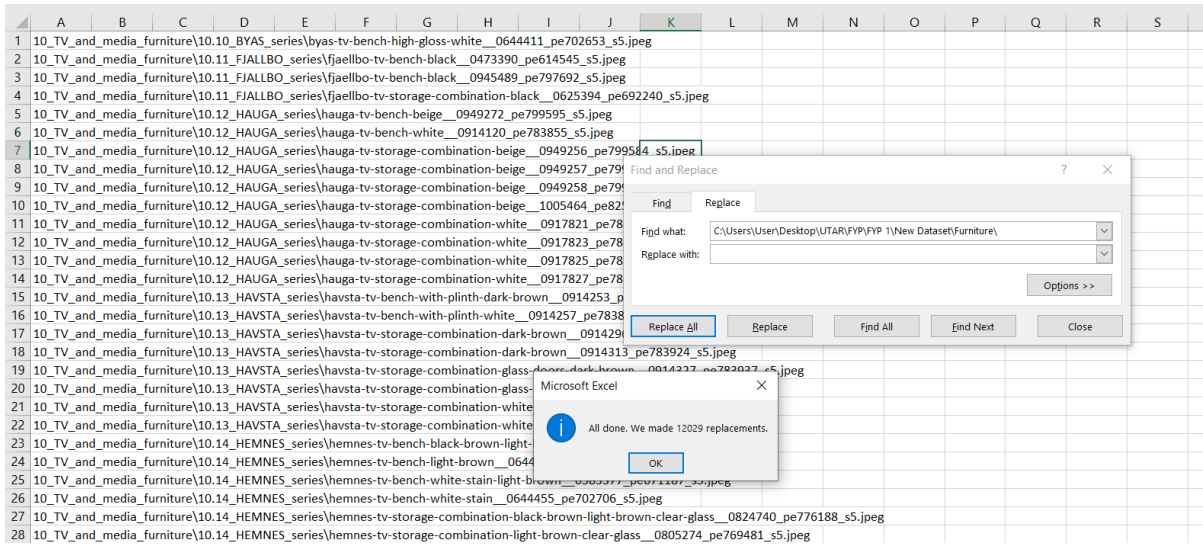 A B C D E F G H I J K L M N O P Q R S
1 10_TV_and_media_furniture\10.10_BYAS_series\byas-tv-bench-high-gloss-white__0644411_pe702653_s5.jpeg
2 10_TV_and_media_furniture\10.11_FJALLBO_series\fjaellbo-tv-bench-black__0473390_pe614545_s5.jpeg
3 10_TV_and_media_furniture\10.11_FJALLBO_series\fjaellbo-tv-bench-black__0945489_pe797692_s5.jpeg
4 10_TV_and_media_furniture\10.11_FJALLBO_series\fjaellbo-tv-storage-combination-black__0625394_pe692240_s5.jpeg
5 10_TV_and_media_furniture\10.12_HAUGA_series\hauga-tv-bench-beige__0949272_pe799595_s5.jpeg
6 10_TV_and_media_furniture\10.12_HAUGA_series\hauga-tv-bench-white__0914120_pe783855_s5.jpeg
7 10_TV_and_media_furniture\10.12_HAUGA_series\hauga-tv-storage-combination-beige__0949256_pe799584_s5.jpeg
8 10_TV_and_media_furniture\10.12_HAUGA_series\hauga-tv-storage-combination-beige__0949257_pe799
9 10_TV_and_media_furniture\10.12_HAUGA_series\hauga-tv-storage-combination-beige__0949258_pe799
10 10_TV_and_media_furniture\10.12_HAUGA_series\hauga-tv-storage-combination-beige__1005464_pe825
11 10_TV_and_media_furniture\10.12_HAUGA_series\hauga-tv-storage-combination-white__0917821_pe78
12 10_TV_and_media_furniture\10.12_HAUGA_series\hauga-tv-storage-combination-white__0917823_pe78
13 10_TV_and_media_furniture\10.12_HAUGA_series\hauga-tv-storage-combination-white__0917825_pe78
14 10_TV_and_media_furniture\10.12_HAUGA_series\hauga-tv-storage-combination-white__0917827_pe78
15 10_TV_and_media_furniture\10.13_HAVSTA_series\havsta-tv-bench-with-plinth-dark-brown__0914253_p
16 10_TV_and_media_furniture\10.13_HAVSTA_series\havsta-tv-bench-with-plinth-white__0914257_pe7838
17 10_TV_and_media_furniture\10.13_HAVSTA_series\havsta-tv-storage-combination-dark-brown__091429
18 10_TV_and_media_furniture\10.13_HAVSTA_series\havsta-tv-storage-combination-dark-brown__0914313_pe783924_s5.jpeg
19 10_TV_and_media_furniture\10.13_HAVSTA_series\havsta-tv-storage-combination-glass-doors-dark-brown__0914327_pe783937_s5.jpeg
20 10_TV_and_media_furniture\10.13_HAVSTA_series\havsta-tv-storage-combination-glass-
21 10_TV_and_media_furniture\10.13_HAVSTA_series\havsta-tv-storage-combination-white
22 10_TV_and_media_furniture\10.13_HAVSTA_series\havsta-tv-storage-combination-white
23 10_TV_and_media_furniture\10.14_HEMNES_series\hemnes-tv-bench-black-brown-light-
24 10_TV_and_media_furniture\10.14_HEMNES_series\hemnes-tv-bench-light-brown__0644
25 10_TV_and_media_furniture\10.14_HEMNES_series\hemnes-tv-bench-white-stain-light-brown__0385377_pe671187_s5.jpeg
26 10_TV_and_media_furniture\10.14_HEMNES_series\hemnes-tv-bench-white-stain__0644455_pe702706_s5.jpeg
27 10_TV_and_media_furniture\10.14_HEMNES_series\hemnes-tv-storage-combination-black-brown-light-brown-clear-glass__0824740_pe776188_s5.jpeg
28 10_TV_and_media_furniture\10.14_HEMNES_series\hemnes-tv-storage-combination-light-brown-clear-glass__0805274_pe769481_s5.jpeg
Find and Replace ?
Find Replace
Find what: C:\Users\User\Desktop\UTAR\FYP\FYP 1\New Dataset\Furniture\
Replace with:
Options >>
Replace All Replace Find All Find Next Close
Microsoft Excel
All done. We made 12029 replacements.
OK